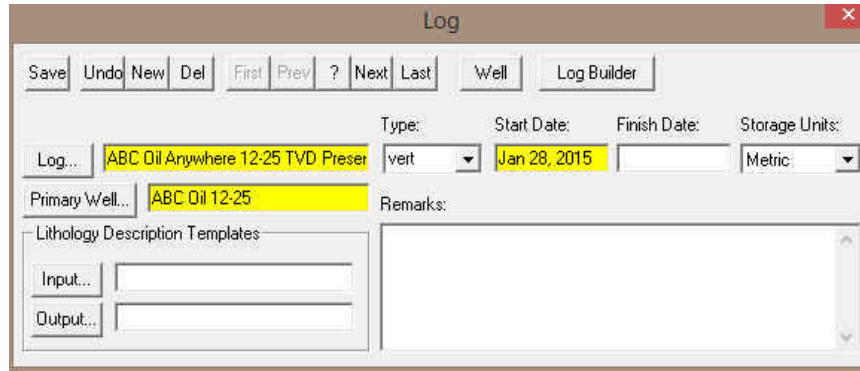 Log
Save Undo New Del First Prev ? Next Last Well Log Builder
Type: Start Date: Finish Date: Storage Units:
Log... ABC Oil Anywhere 12-25 TVD Preser vert Jan 28, 2015 Metric
Primary Well... ABC Oil 12-25 Remarks:
Lithology Description Templates
Input...
Output...